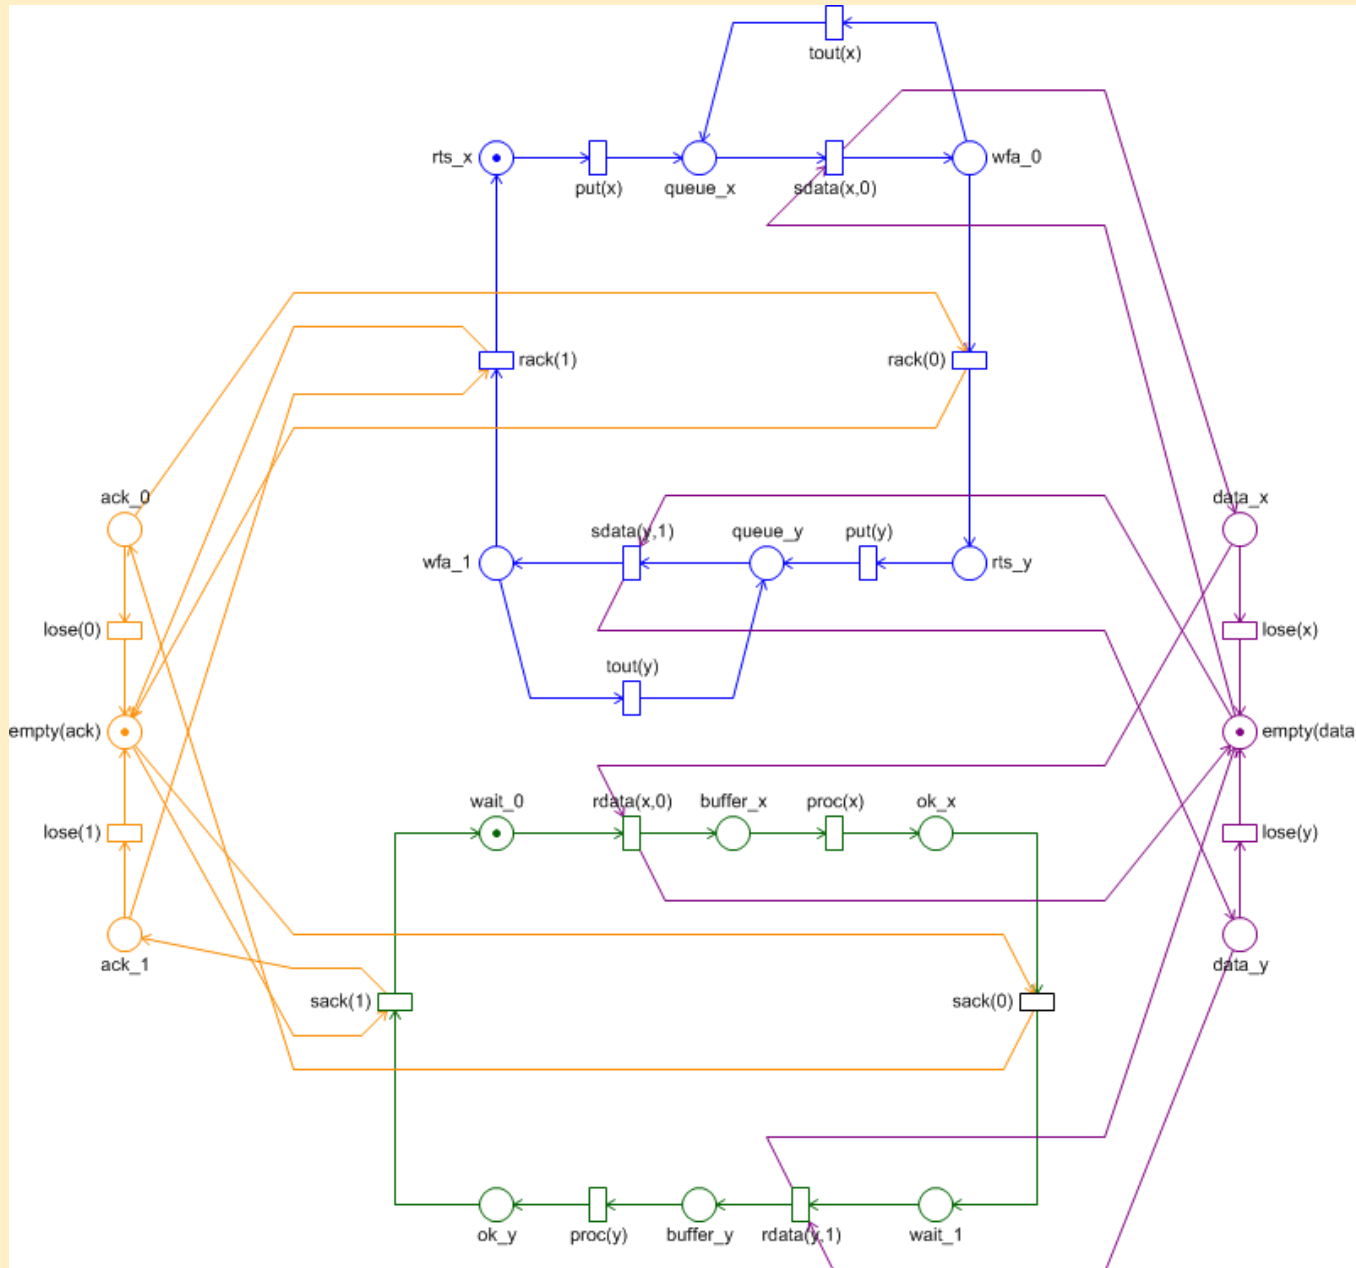 tout(x)
rts_x
put(x)
queue_x
sdata(x,0)
wfa_0
rack(1)
rack(0)
ack_0
data_x
sdata(y,1)
queue_y
put(y)
wfa_1
rts_y
lose(0)
lose(x)
tout(y)
empty(ack)
empty(data
wait_0
rdata(x,0)
buffer_x
proc(x)
ok_x
lose(1)
lose(y)
ack_1
data_y
sack(1)
sack(0)
ok_y
proc(y)
buffer_y
rdata(y,1)
wait_1